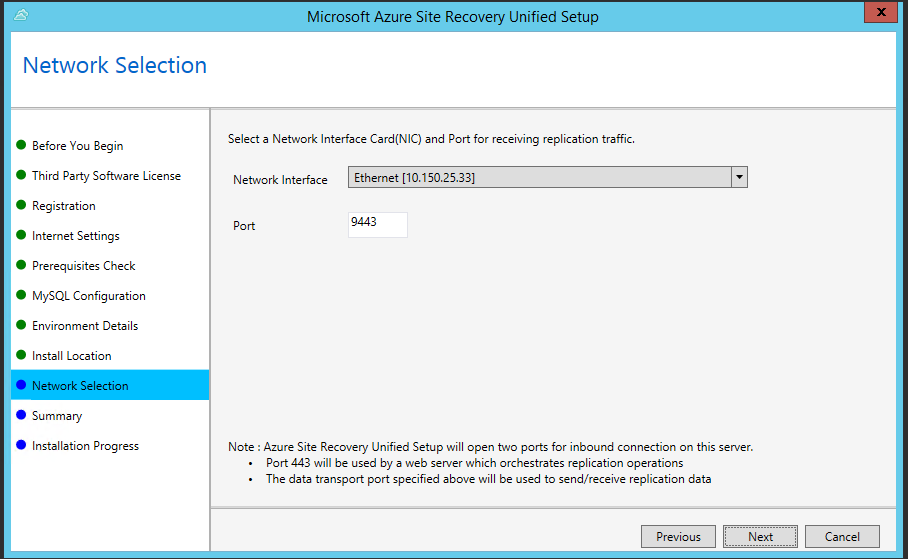 Microsoft Azure Site Recovery Unified Setup
x
Network Selection
Before You Begin
Third Party Software License
Registration
Internet Settings
Prerequisites Check
MySQL Configuration
Environment Details
Install Location
Network Selection
Summary
Installation Progress
Select a Network Interface Card(NIC) and Port for receiving replication traffic.
Network Interface Ethernet [10.150.25.33]
Port 9443
Note : Azure Site Recovery Unified Setup will open two ports for inbound connection on this server.
• Port 443 will be used by a web server which orchestrates replication operations
• The data transport port specified above will be used to send/receive replication data
Previous Next Cancel